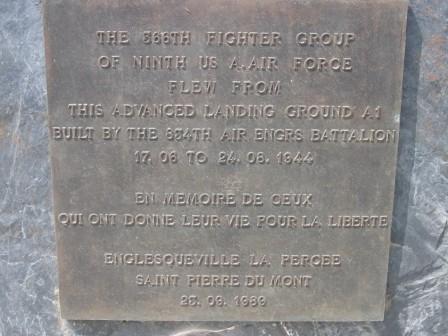 THE 366TH FIGHTER GROUP
OF NINTH US A.AIR FORCE
FLEW FROM
THIS ADVANCED LANDING GROUND A1
BUILT BY THE 834TH AIR ENGRS BATTALION
17. 06 TO 24. 08. 1944
EN MEMOIRE DE CEUX
QUI ONT DONNE LEUR VIE POUR LA LIBERTE
ENGLESQUEVILLE LA PERCEE
SAINT PIERRE DU MONT
23. 09. 1989